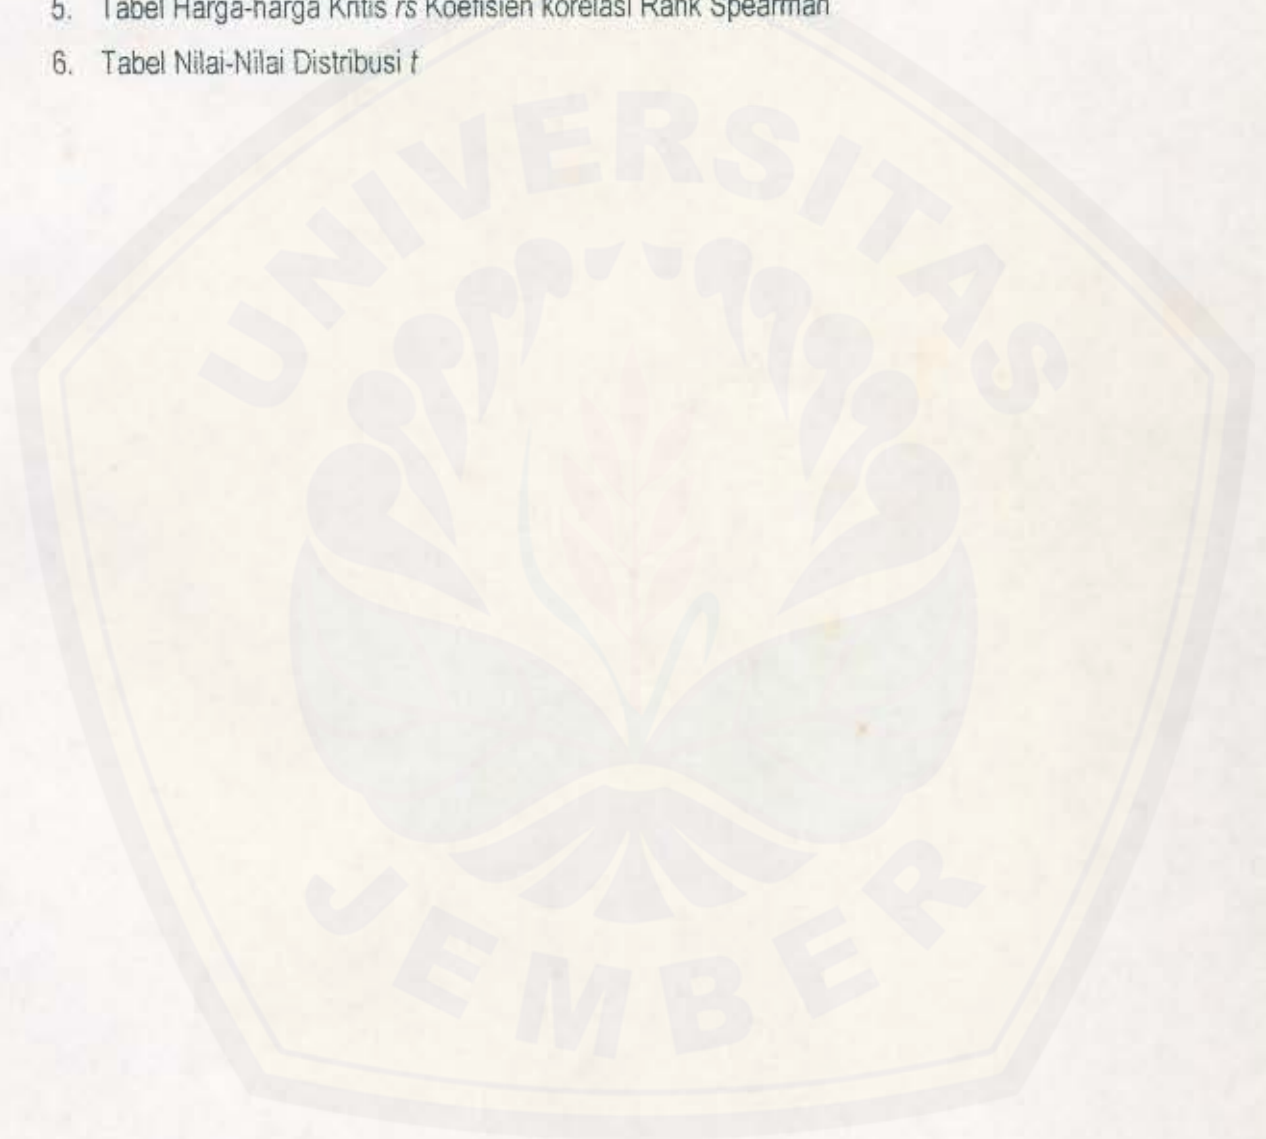 5. Tabel Harga-harga Kritis rs Koefisien korelasi Rank Spearman
6. Tabel Nilai-Nilai Distribusi t
UNIVERSITAS
JEMBER